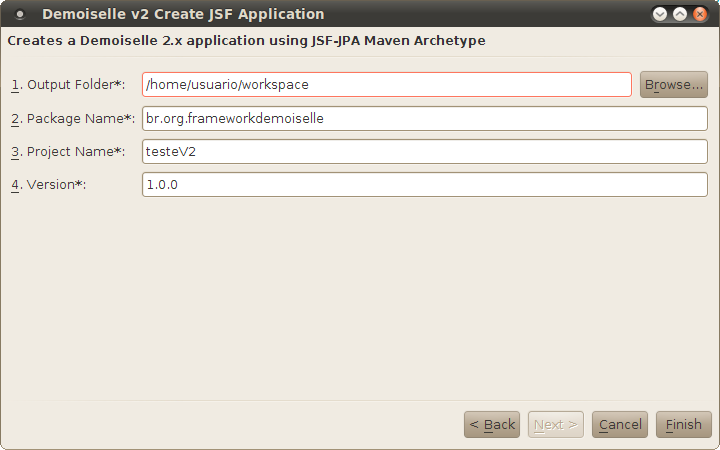 Demoiselle v2 Create JSF Application
Creates a Demoiselle 2.x application using JSF-JPA Maven Archetype
1. Output Folder*: /home/usuario/workspace Browse...
2. Package Name*: br.org.frameworkdemoiselle
3. Project Name*: testeV2
4. Version*: 1.0.0
< Back Next > Cancel Finish